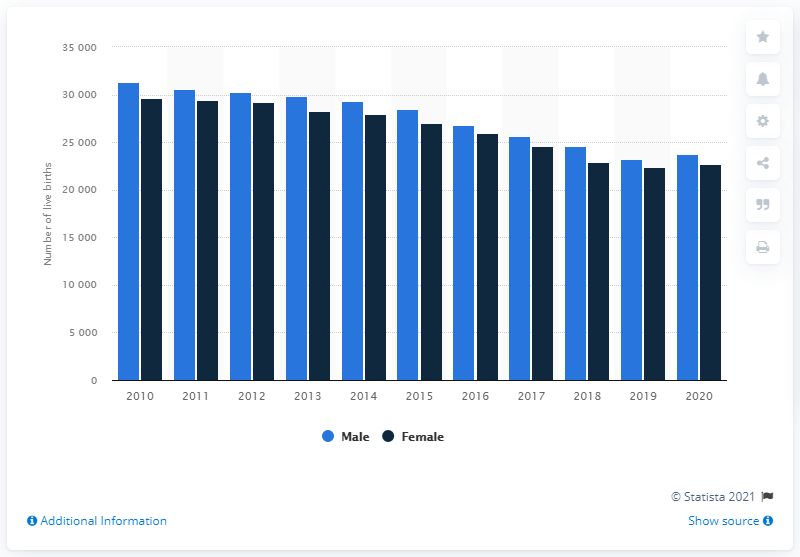 35 000
30 000
25 000
20 000
15 000
10 000
5 000
0
Number of live births
2010 2011 2012 2013 2014 2015 2016 2017 2018 2019 2020
Male Female
© Statista 2021
Additional Information Show source